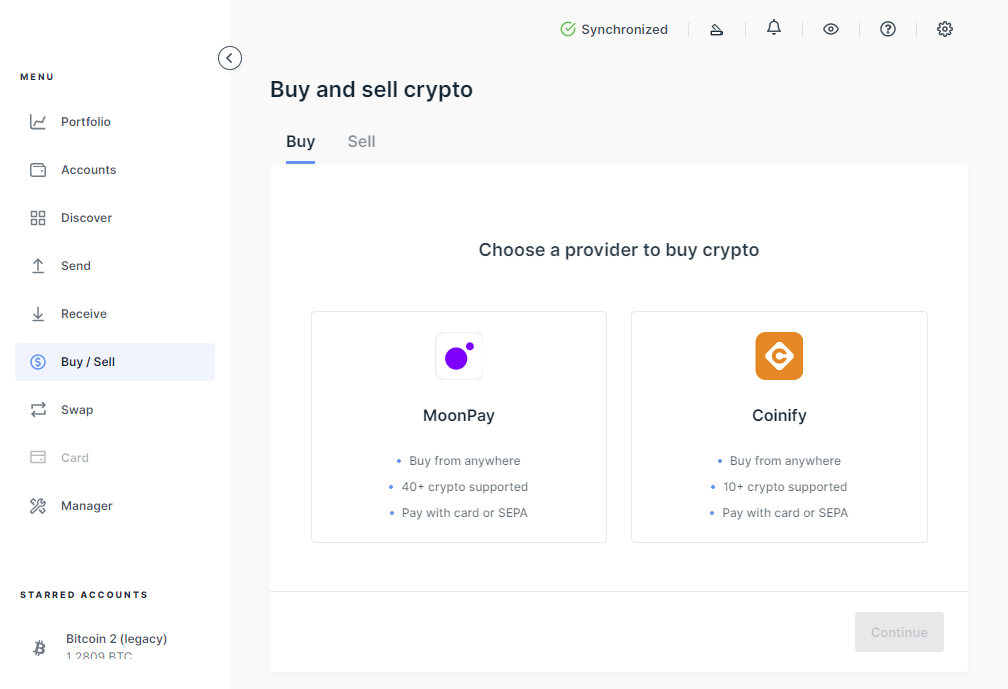 Synchronized
MENU
Portfolio
Accounts
Discover
Send
Receive
Buy / Sell
Swap
Card
Manager
STARRED ACCOUNTS
Bitcoin 2 (legacy)
1.2809 BTC
Buy and sell crypto
Buy
Sell
Choose a provider to buy crypto
MoonPay
• Buy from anywhere
• 40+ crypto supported
• Pay with card or SEPA
Coinify
• Buy from anywhere
• 10+ crypto supported
• Pay with card or SEPA
Continue